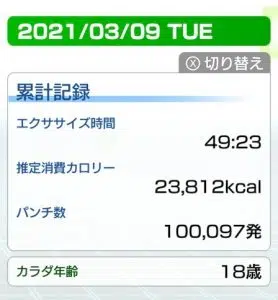 2021/03/09 TUE
Ⓧ切り替え
累計記録
エクササイズ時間
49:23
推定消費カロリー
23,812kcal
パンチ数
100,097発
カラダ年齢 18歳